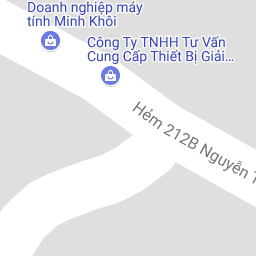 Doanh nghiệp máy
tính Minh Khôi
Công Ty TNHH Tư Vấn
Cung Cấp Thiết Bị Giải...
Hẻm 212B Nguyễn